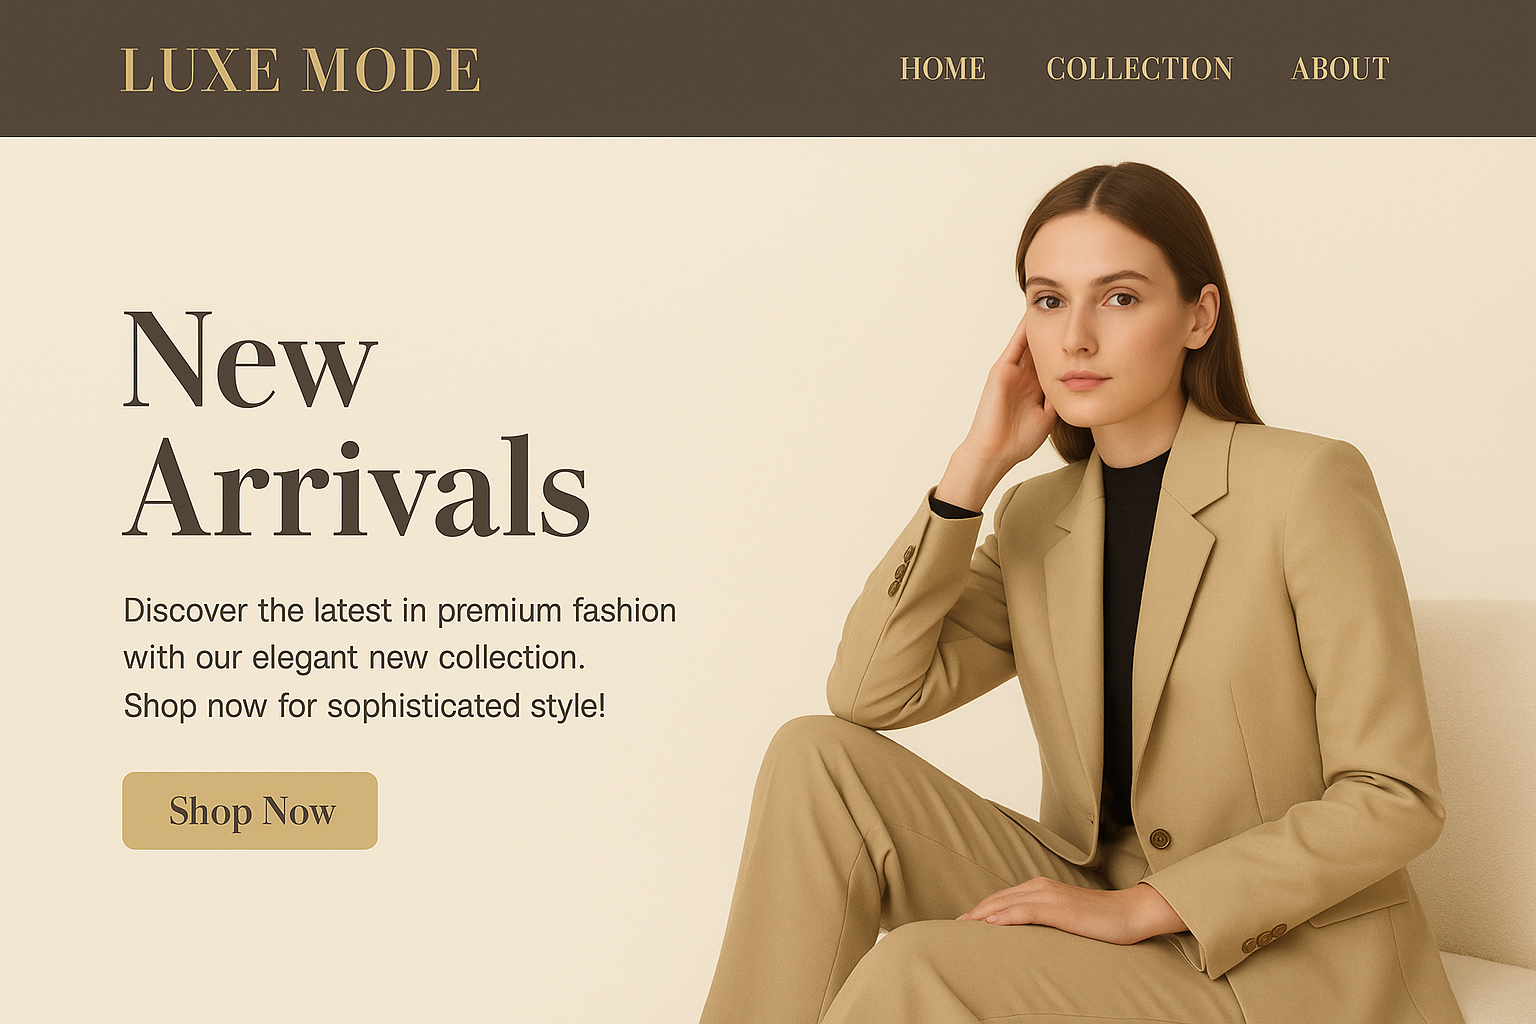 LUXE MODE
HOME COLLECTION ABOUT
New
Arrivals
Discover the latest in premium fashion
with our elegant new collection.
Shop now for sophisticated style!
Shop Now